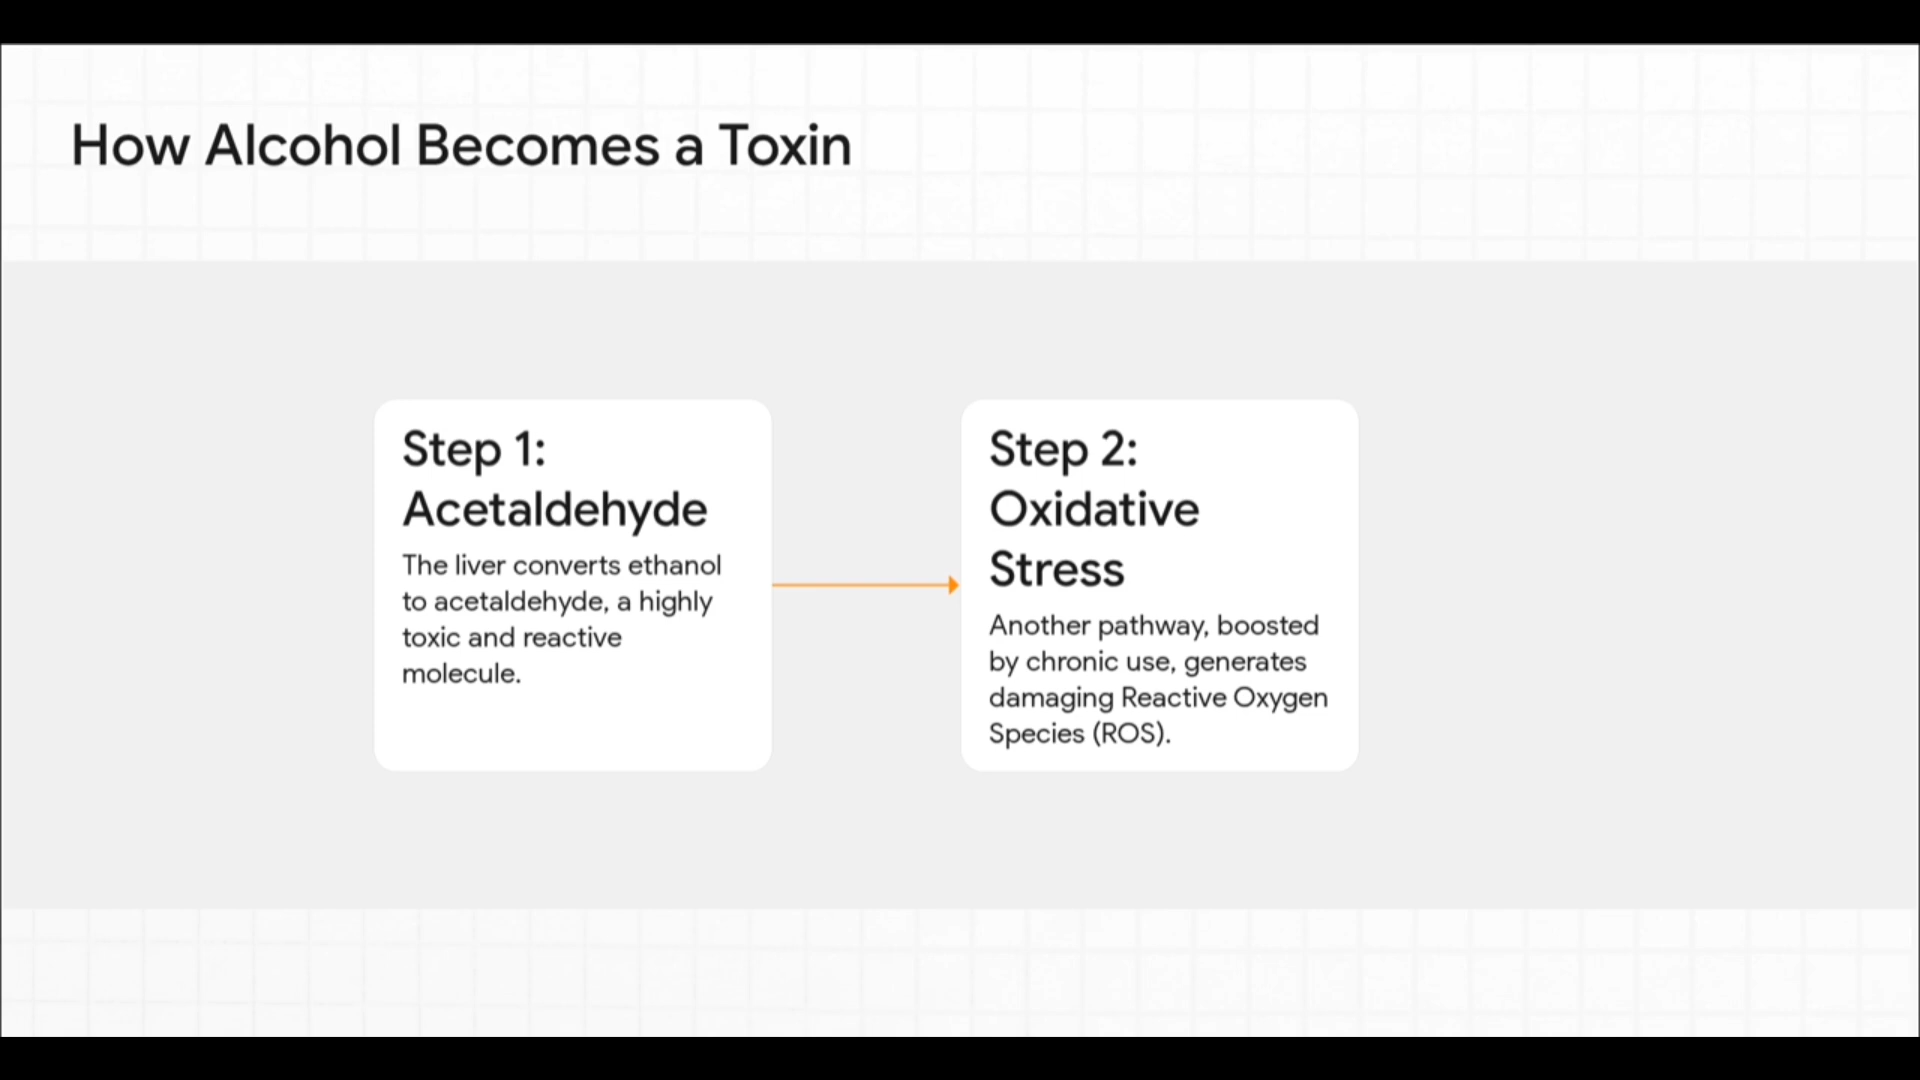 How Alcohol Becomes a Toxin
Step 1:
Acetaldehyde
The liver converts ethanol
to acetaldehyde, a highly
toxic and reactive
molecule.
Step 2:
Oxidative
Stress
Another pathway, boosted
by chronic use, generates
damaging Reactive Oxygen
Species (ROS).